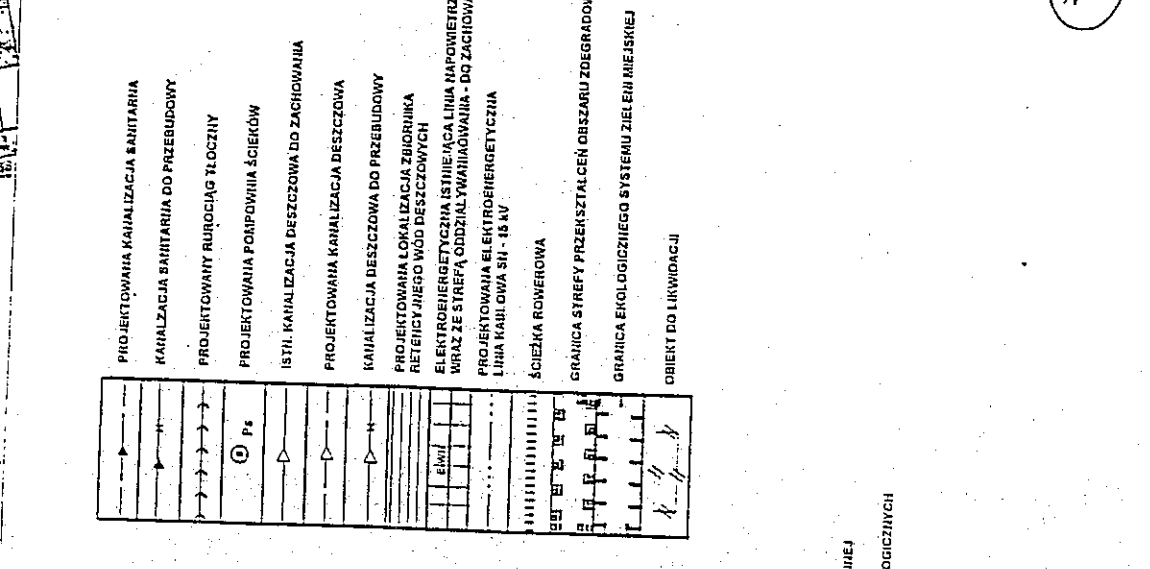 PROJEKTOWANA KANALIZACJA SANITARNA
KANALZACJA SANITARNA DO PRZEBUDOWY
PROJEKTOWANY RUROCIĄG TŁOCZNY
Ps
PROJEKTOWANA POMPOWNIA ŚCIEKÓW
ISTN. KANALIZACJA DESZCZOWA DO ZACHOWANIA
PROJEKTOWANA KANALIZACJA DESZCZOWA
KANALIZACJA DESZCZOWA DO PRZEBUDOWY
PROJEKTOWANA LOKALIZACJA ZBIORNIKA
RETENCYJNEGO WÓD DESZCZOWYCH
EWN
ELEKTROENERGETYCZNA ISTNIEJĄCA LINIA NAPOWIETRZ
WRAZ ZE STREFĄ ODDZIAŁYWANIAOWANIA - DO ZACHOWA
PROJEKTOWANA ELEKTROENERGETYCZNA
LINIA KABLOWA SN - 15 kV
ŚCIEŻKA ROWEROWA
GRANICA STREFY PRZEKSZTAŁCEŃ OBSZARU ZDEGRADOW
GRANICA EKOLOGICZNEGO SYSTEMU ZIELENI MIEJSKIEJ
OBIEKT DO LIKWIDACJI
NNEJ
OGICZNYCH